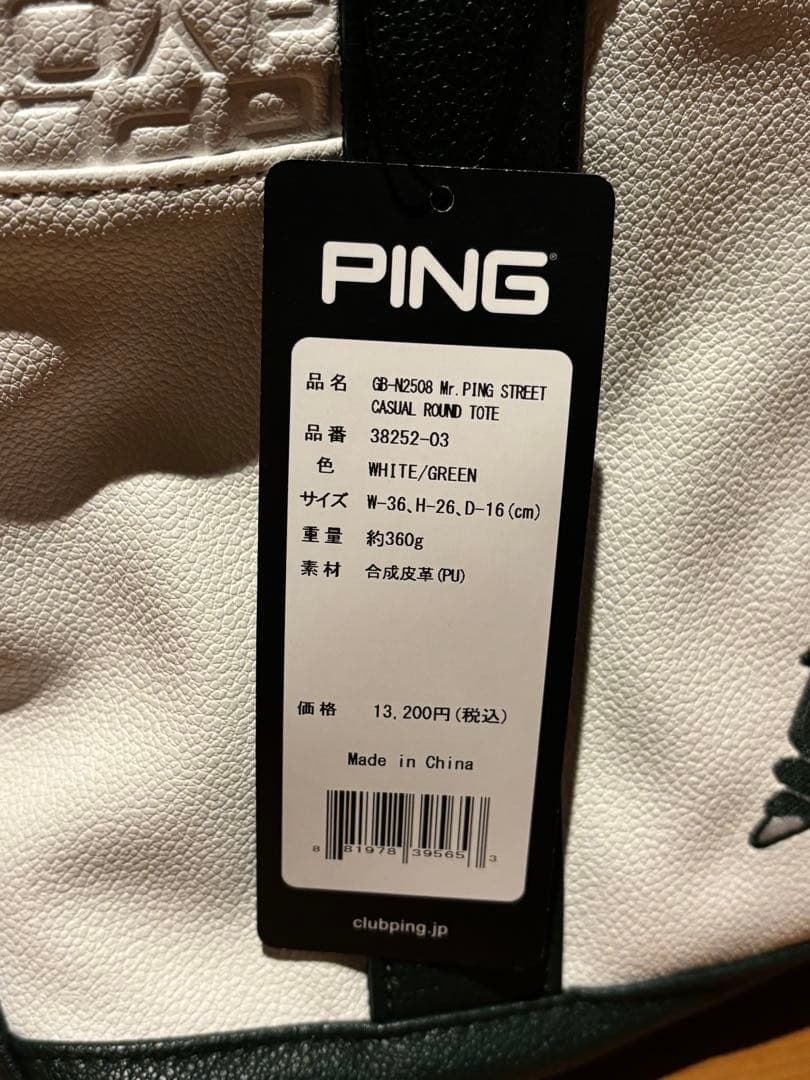 PING®
品名 GB-N2508 Mr.PING STREET
CASUAL ROUND TOTE
品番 38252-03
色 WHITE/GREEN
サイズ W-36、H-26、D-16(cm)
重量 約360g
素材 合成皮革(PU)
価格 13,200円(税込)
Made in China
8 81978 39565 3
clubping.jp